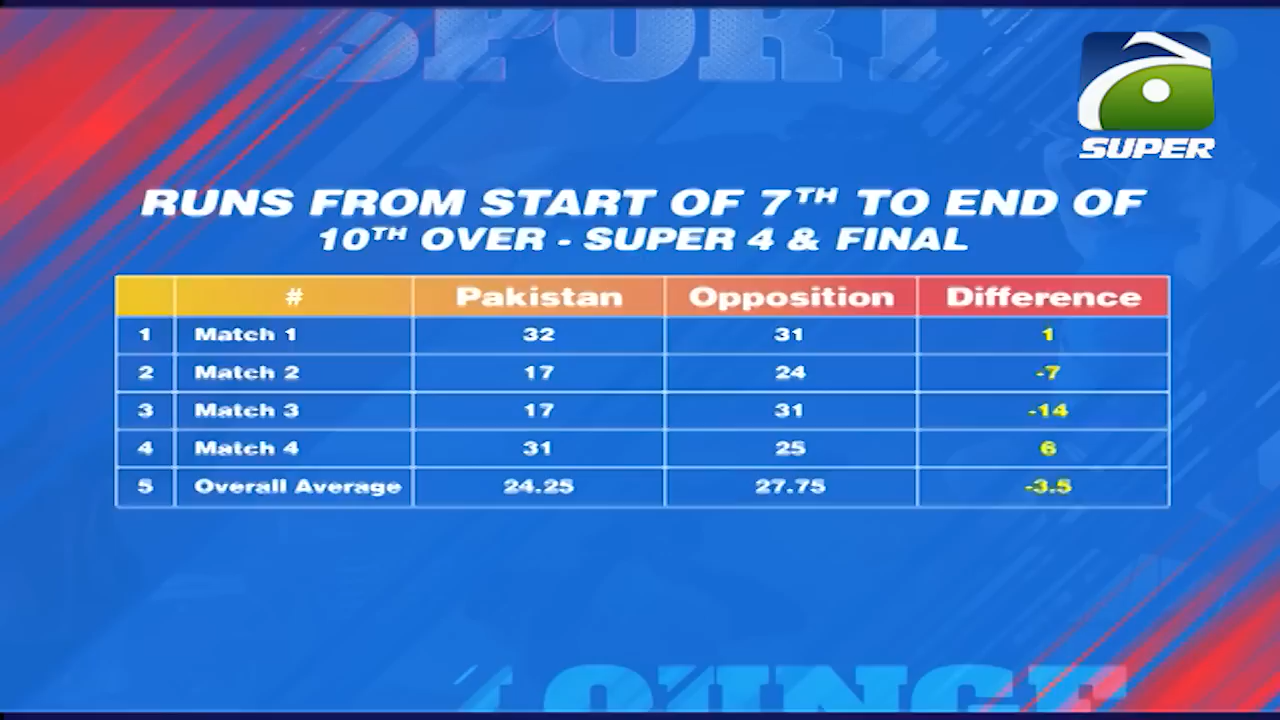 SPORT
SUPER
RUNS FROM START OF 7TH TO END OF
10TH OVER - SUPER 4 & FINAL
# Pakistan Opposition Difference
1 Match 1 32 31 1
2 Match 2 17 24 -7
3 Match 3 17 31 -14
4 Match 4 31 25 6
5 Overall Average 24.25 27.75 -3.5
LOUNGE